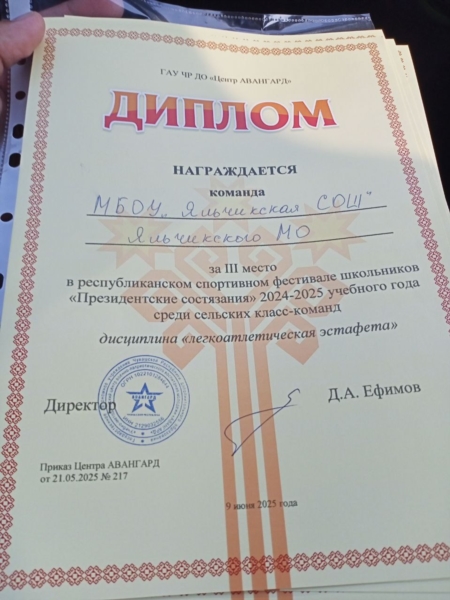 ГАУ ЧР ДО «Центр АВАНГАРД»
ДИПЛОМ
НАГРАЖДАЕТСЯ
команда
МБОУ „Яльчикская СОШ"
Яльчикского МО
за III место
в республиканском спортивном фестивале школьников
«Президентские состязания» 2024-2025 учебного года
среди сельских класс-команд
дисциплина «легкоатлетическая эстафета»
Директор
АВАНГАРД
Д.А. Ефимов
Приказ Центра АВАНГАРД
от 21.05.2025 № 217
9 июня 2025 года